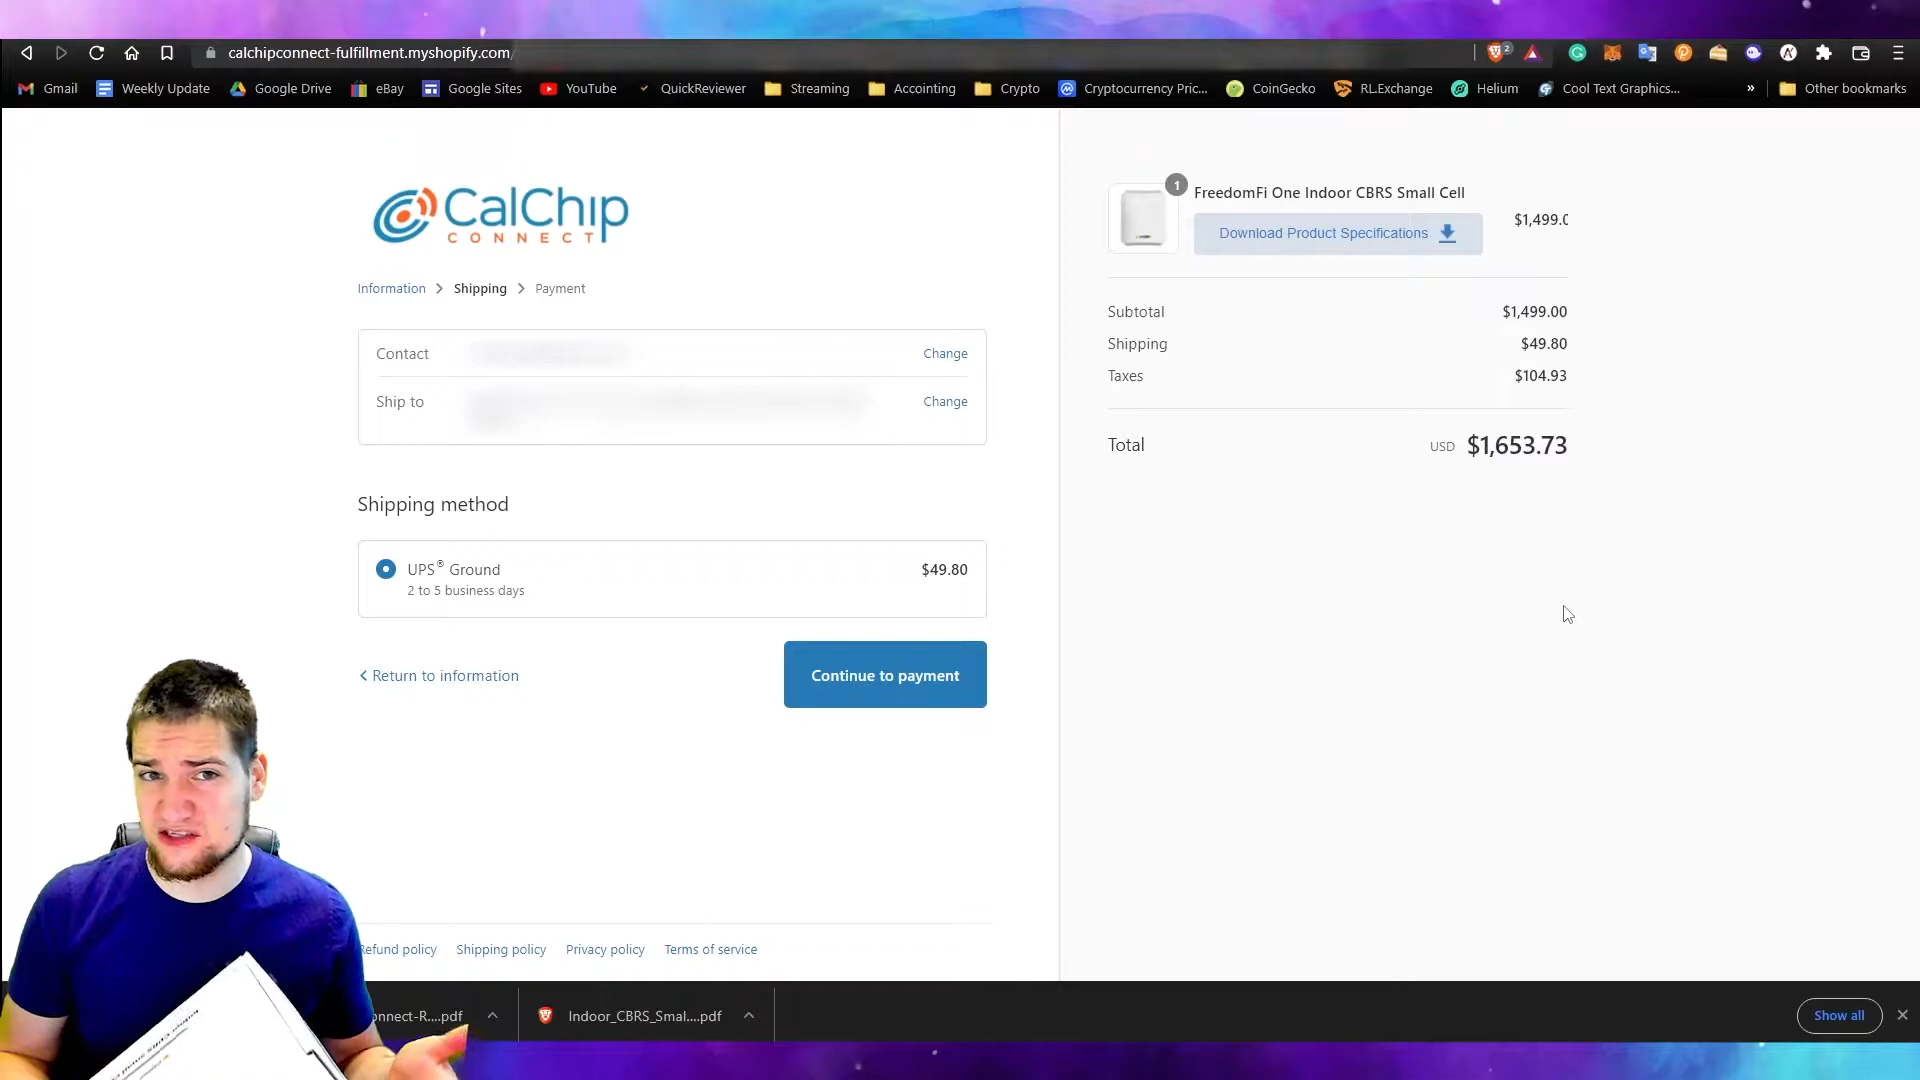 calchipconnect-fulfillment.myshopify.com
2
Gmail
Weekly Update
Google Drive
eBay
Google Sites
YouTube
QuickReviewer
Streaming
Accointing
Crypto
Cryptocurrency Pric...
CoinGecko
RLExchange
Helium
Cool Text Graphics...
»
Other bookmarks
CalChip
CONNECT
Information > Shipping > Payment
Contact
Change
Ship to
Change
Shipping method
UPS® Ground
$49.80
2 to 5 business days
< Return to information
Continue to payment
Refund policy
Shipping policy
Privacy policy
Terms of service
1
FreedomFi One Indoor CBRS Small Cell
Download Product Specifications
$1,499.0
Subtotal
$1,499.00
Shipping
$49.80
Taxes
$104.93
Total
USD $1,653.73
onnect-R....pdf
Indoor_CBRS_Smal....pdf
Show all